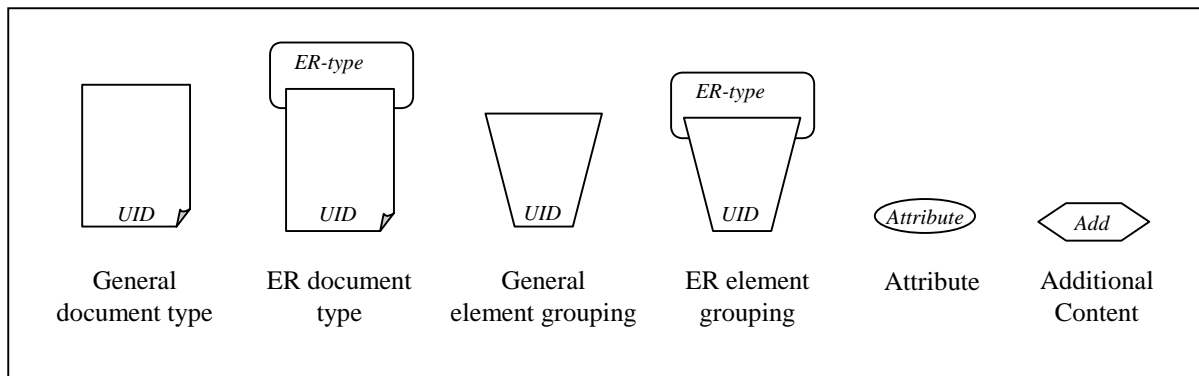 ER-type
ER-type
UID
UID
UID
UID
Attribute
Add
General
document type
ER document
type
General
element grouping
ER element
grouping
Attribute
Additional
Content